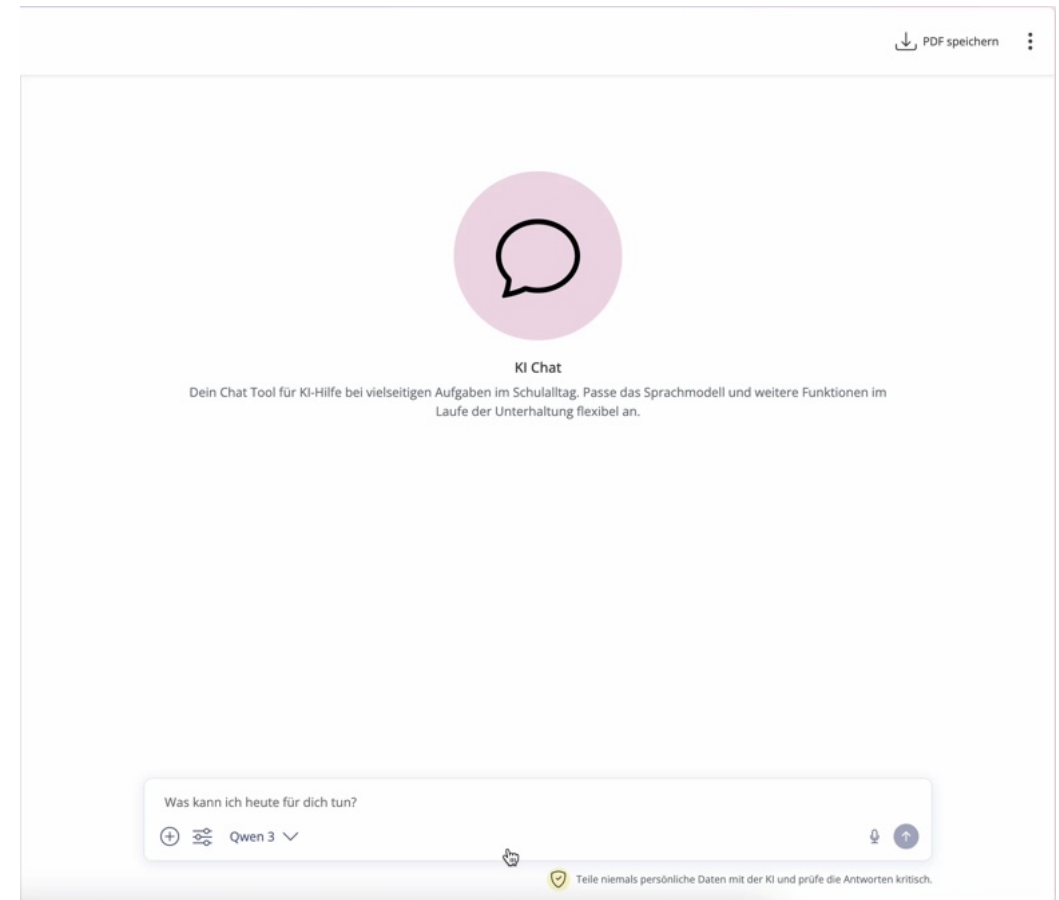 PDF speichern
KI Chat
Dein Chat Tool für KI-Hilfe bei vielseitigen Aufgaben im Schulalltag. Passe das Sprachmodell und weitere Funktionen im
Laufe der Unterhaltung flexibel an.
Was kann ich heute für dich tun?
Qwen 3
Teile niemals persönliche Daten mit der KI und prüfe die Antworten kritisch.